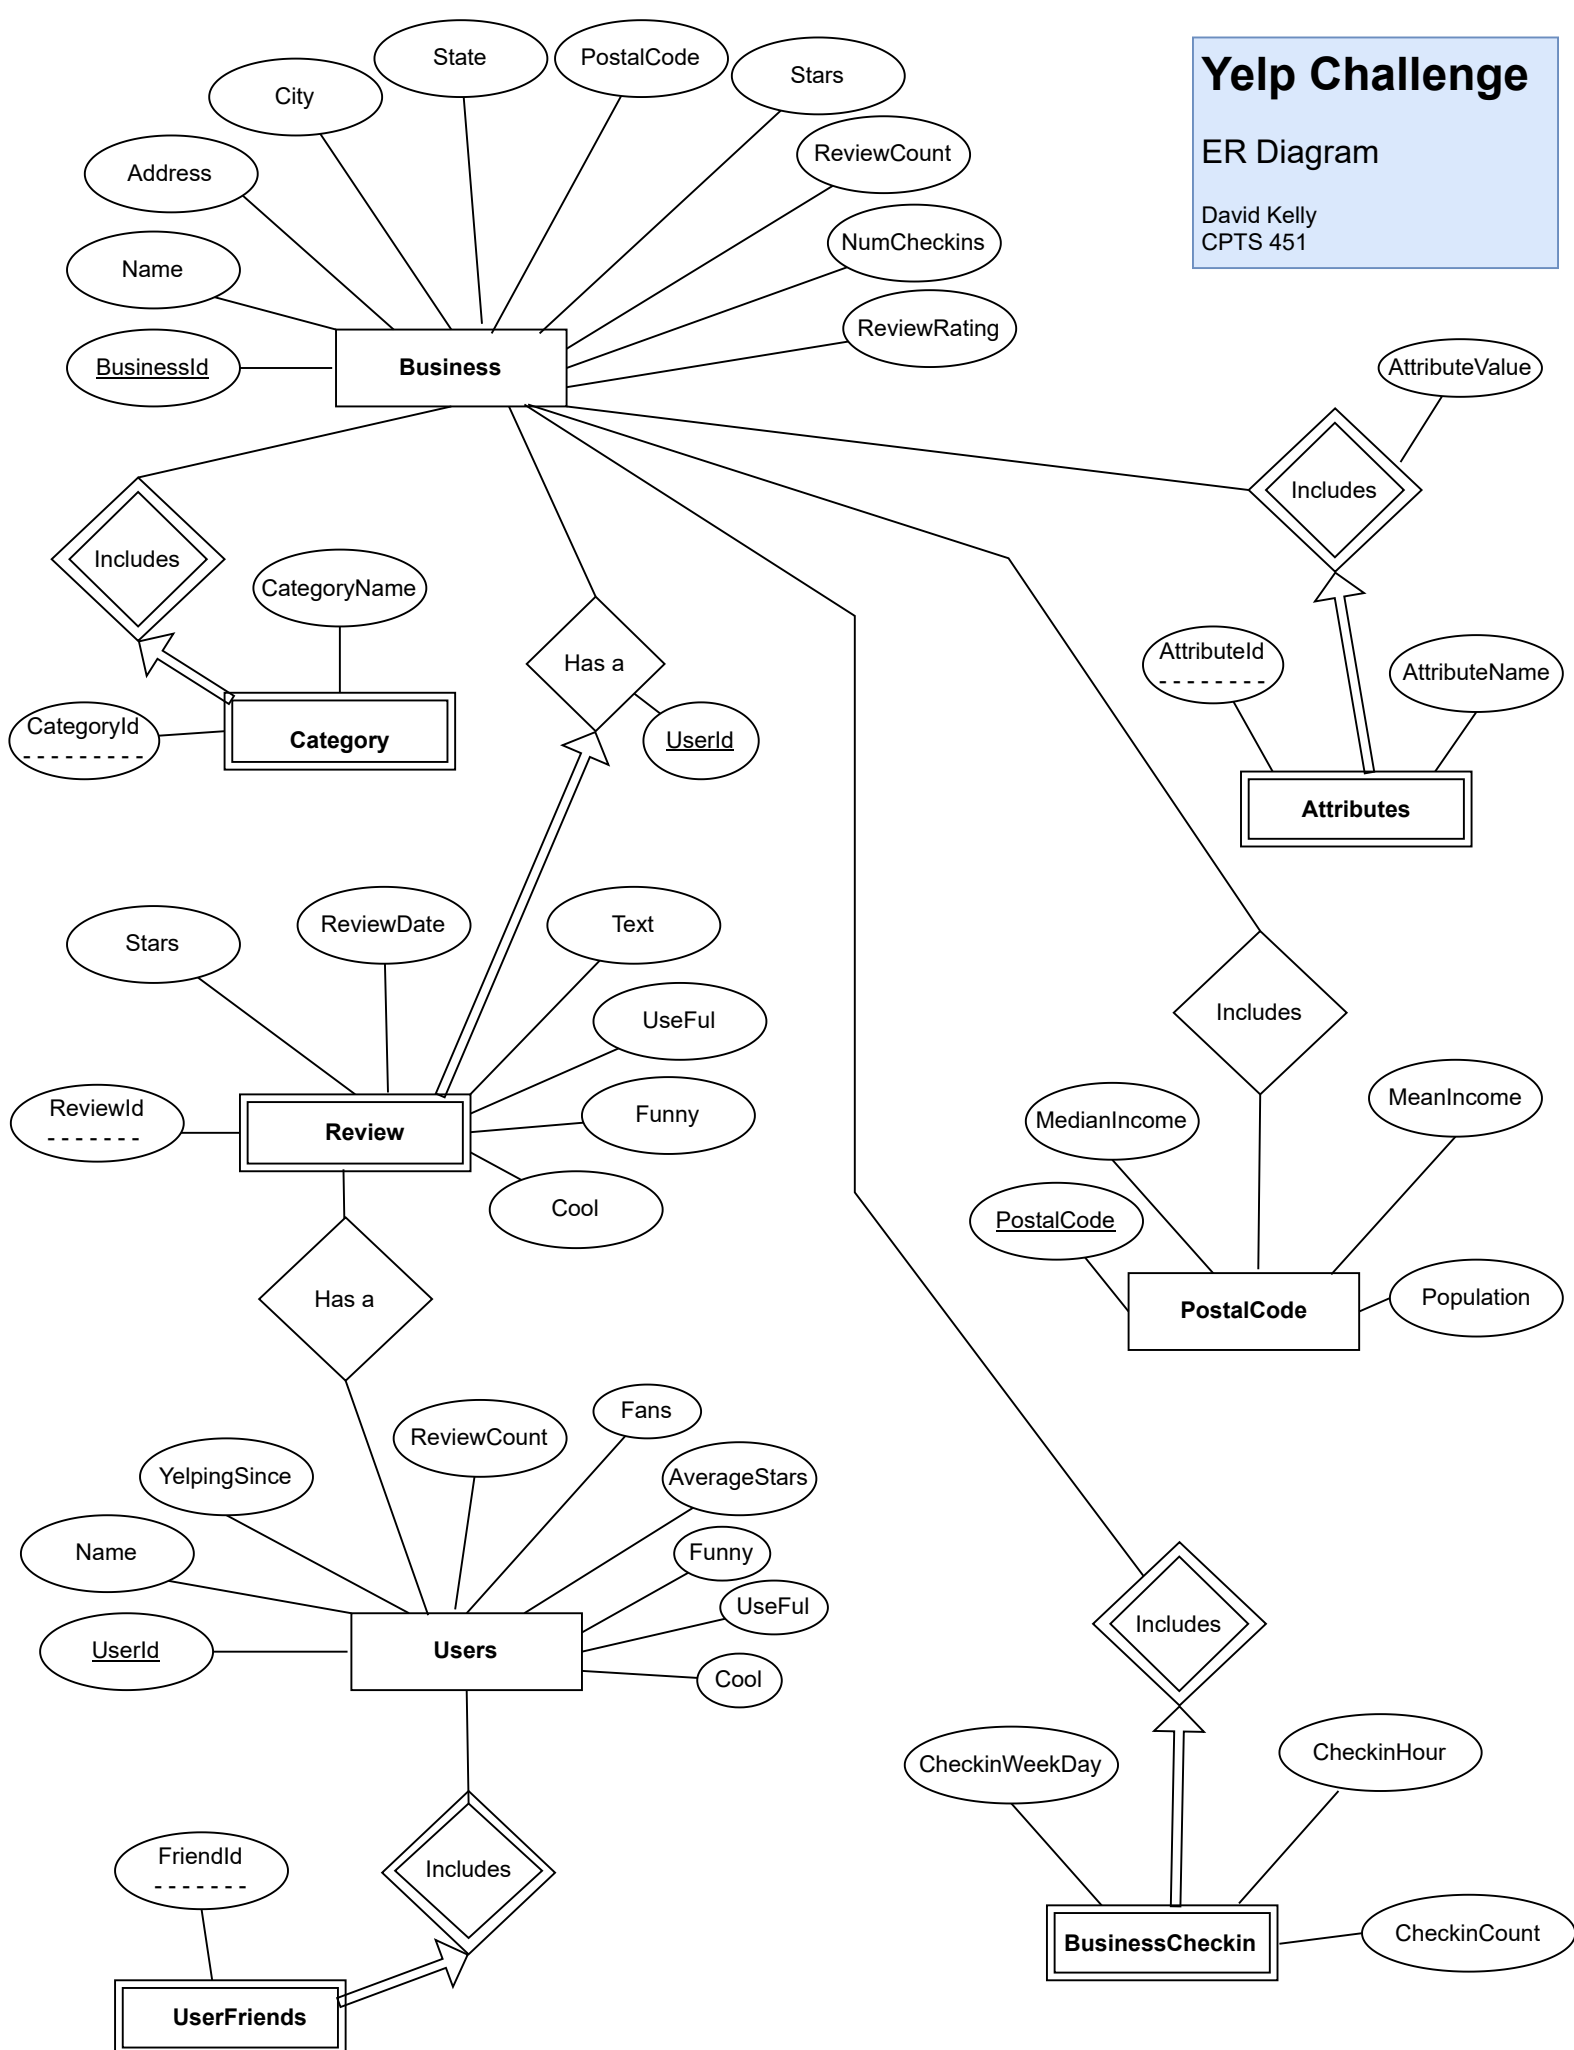 Yelp Challenge
ER Diagram
David Kelly
CPTS 451
State
PostalCode
Stars
City
ReviewCount
Address
NumCheckins
Name
ReviewRating
BusinessId
Business
AttributeValue
Includes
Includes
CategoryName
Has a
AttributeId
AttributeName
CategoryId
Category
UserId
Attributes
Stars
ReviewDate
Text
UseFul
Includes
ReviewId
Review
Funny
MedianIncome
MeanIncome
Cool
PostalCode
Has a
PostalCode
Population
Fans
ReviewCount
YelpingSince
AverageStars
Name
Funny
UseFul
UserId
Users
Includes
Cool
CheckinWeekDay
CheckinHour
FriendId
Includes
BusinessCheckin
CheckinCount
UserFriends